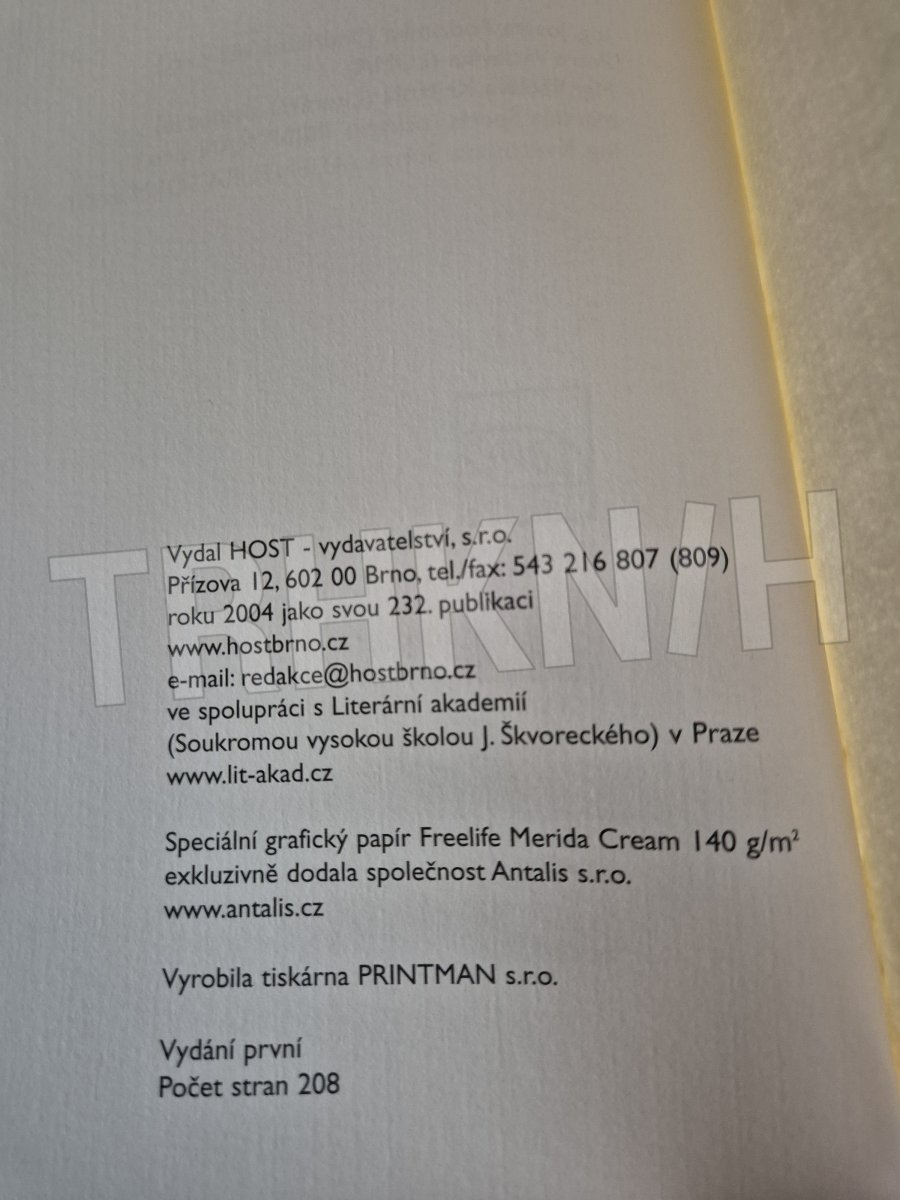 Vydal HOST - vydavatelství, s.r.o.
Přízova 12, 602 00 Brno, tel./fax: 543 216 807 (809)
roku 2004 jako svou 232. publikaci
www.hostbrno.cz
e-mail: redakce@hostbrno.cz
ve spolupráci s Literární akademií
(Soukromou vysokou školou J. Škvoreckého) v Praze
www.lit-akad.cz
Speciální grafický papír Freelife Merida Cream 140 g/m²
exkluzivně dodala společnost Antalis s.r.o.
www.antalis.cz
Vyrobila tiskárna PRINTMAN s.r.o.
Vydání první
Počet stran 208